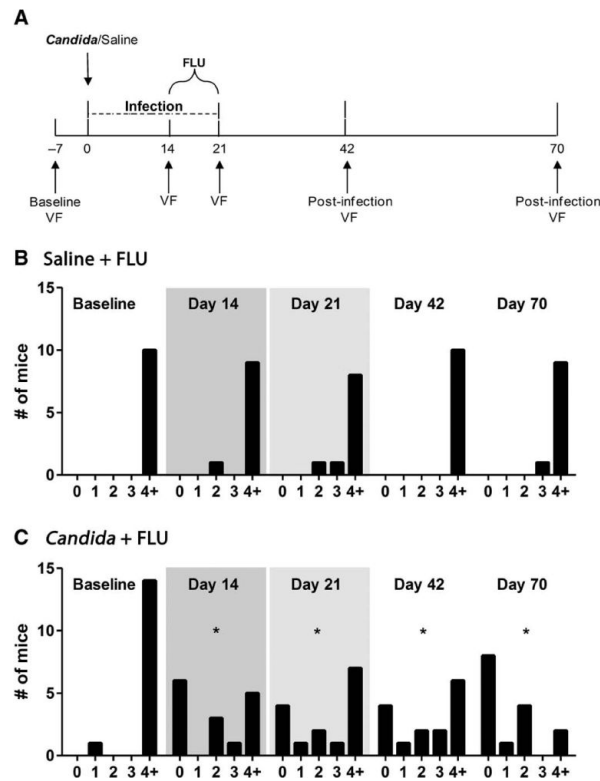 A
Candida/Saline
FLU
Infection
−7 0 14 21 42 70
Baseline VF VF Post-infection Post-infection
VF VF VF
B Saline + FLU
15 Baseline Day 14 Day 21 Day 42 Day 70
10
# of mice
5
0
0 1 2 3 4+ 0 1 2 3 4+ 0 1 2 3 4+ 0 1 2 3 4+ 0 1 2 3 4+
C Candida + FLU
15 Baseline Day 14 Day 21 Day 42 Day 70
10 * * * *
# of mice
5
0
0 1 2 3 4+ 0 1 2 3 4+ 0 1 2 3 4+ 0 1 2 3 4+ 0 1 2 3 4+